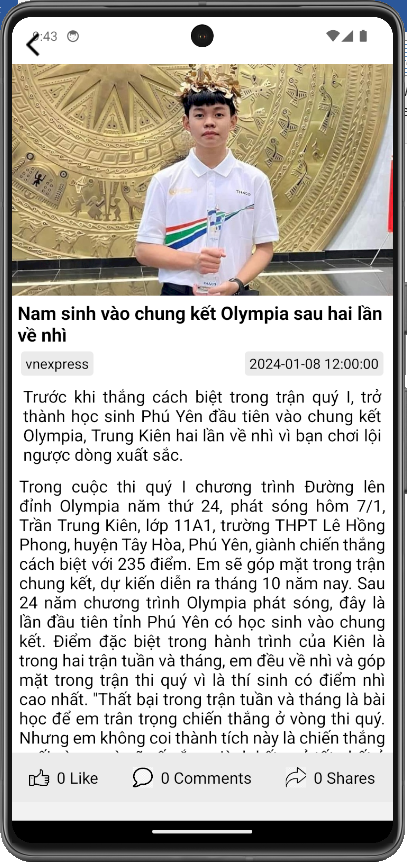 9:43
Nam sinh vào chung kết Olympia sau hai lần
về nhì
vnexpress
2024-01-08 12:00:00
Trước khi thắng cách biệt trong trận quý I, trở
thành học sinh Phú Yên đầu tiên vào chung kết
Olympia, Trung Kiên hai lần về nhì vì bạn chơi lội
ngược dòng xuất sắc.
Trong cuộc thi quý I chương trình Đường lên
đỉnh Olympia năm thứ 24, phát sóng hôm 7/1,
Trần Trung Kiên, lớp 11A1, trường THPT Lê Hồng
Phong, huyện Tây Hòa, Phú Yên, giành chiến thắng
cách biệt với 235 điểm. Em sẽ góp mặt trong trận
chung kết, dự kiến diễn ra tháng 10 năm nay. Sau
24 năm chương trình Olympia phát sóng, đây là
lần đầu tiên tỉnh Phú Yên có học sinh vào chung
kết. Điểm đặc biệt trong hành trình của Kiên là
trong hai trận tuần và tháng, em đều về nhì và góp
mặt trong trận thi quý vì là thí sinh có điểm nhì
cao nhất. "Thất bại trong trận tuần và tháng là bài
học để em trân trọng chiến thắng ở vòng thi quý.
Nhưng em không coi thành tích này là chiến thắng
0 Like
0 Comments
0 Shares